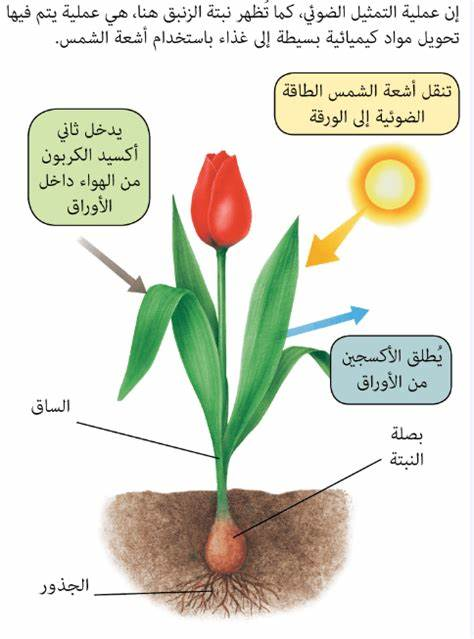 إن عملية التمثيل الضوئي، كما تُظهر نبتة الزنبق هنا، هي عملية يتم فيها
تحويل مواد كيميائية بسيطة إلى غذاء باستخدام أشعة الشمس.
تنقل أشعة الشمس الطاقة
الضوئية إلى الورقة
يدخل ثاني
أكسيد الكربون
من الهواء داخل
الأوراق
يُطلق الأكسجين
من الأوراق
الساق
بصلة
النبتة
الجذور